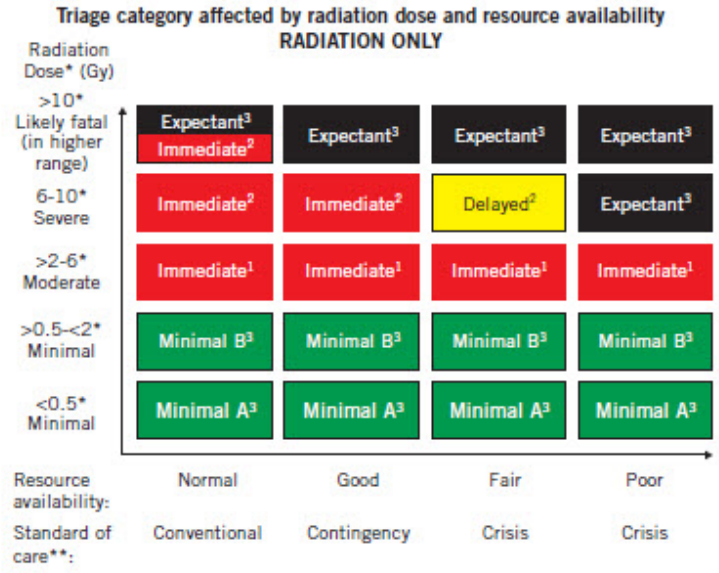 Triage category affected by radiation dose and resource availability
RADIATION ONLY
Radiation
Dose* (Gy)
>10*
Likely fatal
(in higher
range)
Expectant³
Immediate²
Expectant³
Expectant³
Expectant³
6-10*
Severe
Immediate²
Immediate²
Delayed²
Expectant³
>2-6*
Moderate
Immediate¹
Immediate¹
Immediate¹
Immediate¹
>0.5-<2*
Minimal
Minimal B³
Minimal B³
Minimal B³
Minimal B³
<0.5*
Minimal
Minimal A³
Minimal A³
Minimal A³
Minimal A³
Resource
availability:
Normal
Good
Fair
Poor
Standard of
care**:
Conventional
Contingency
Crisis
Crisis